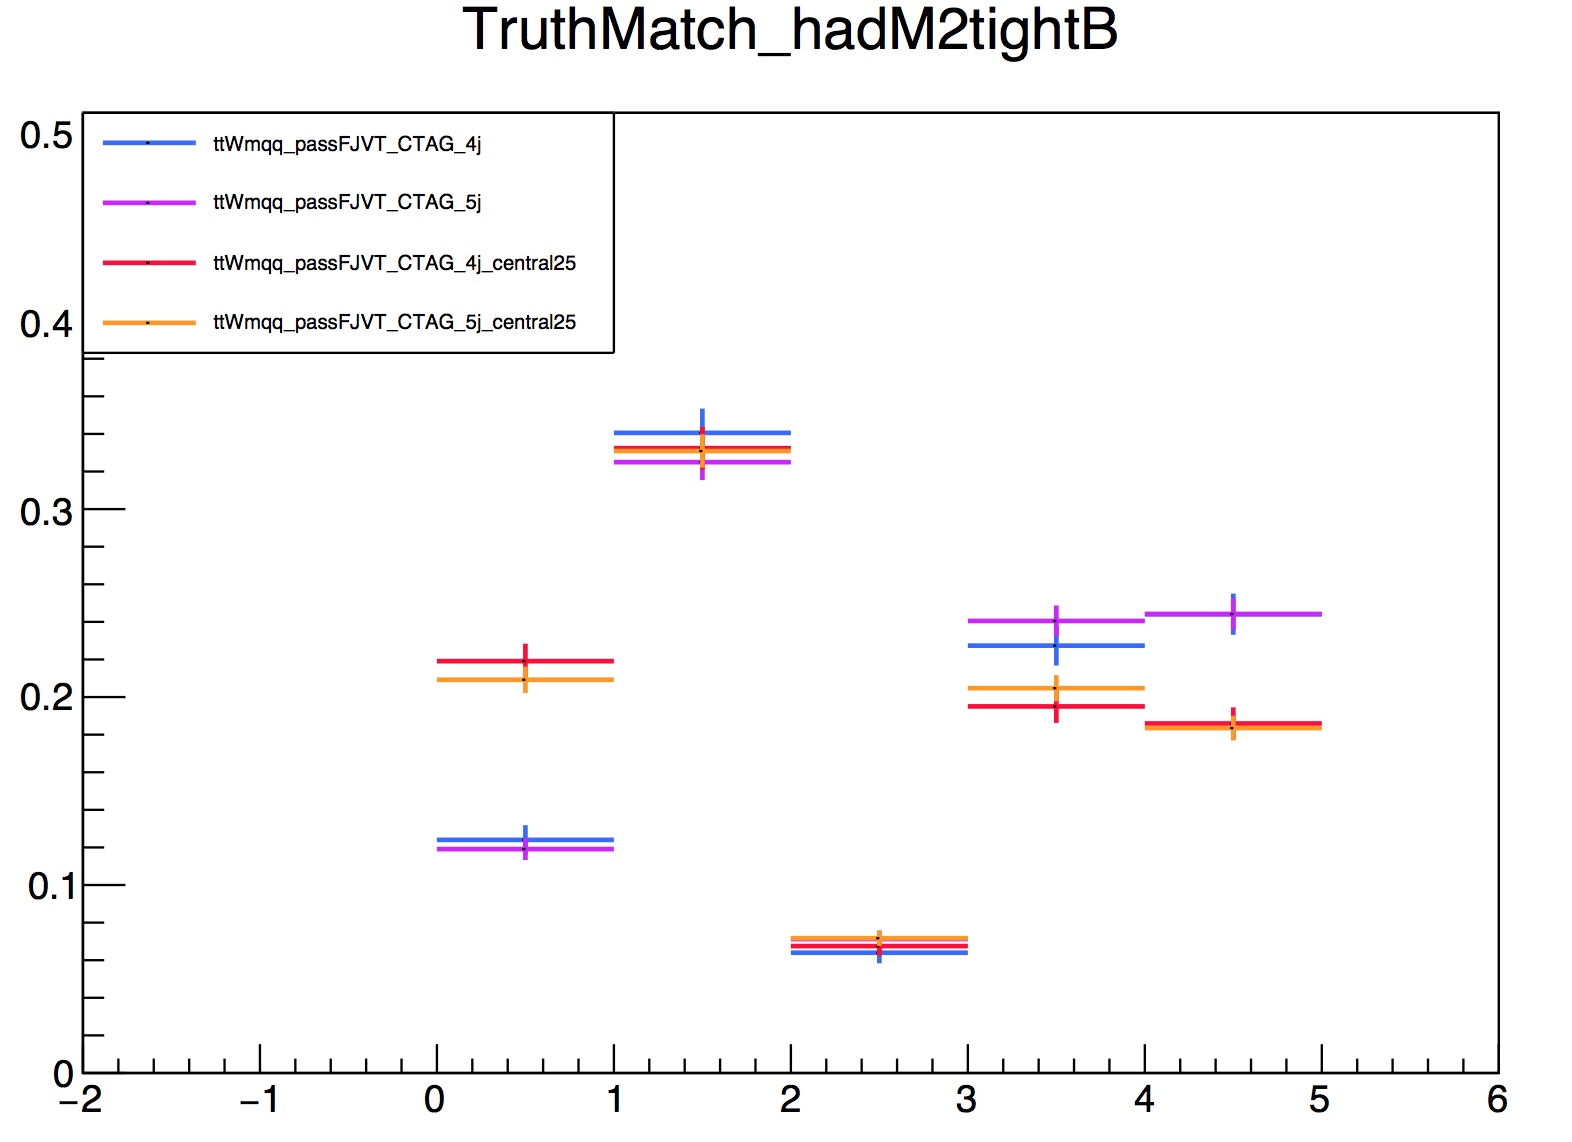 TruthMatch_hadM2tightB
ttWmqq_passFJVT_CTAG_4j
ttWmqq_passFJVT_CTAG_5j
ttWmqq_passFJVT_CTAG_4j_central25
ttWmqq_passFJVT_CTAG_5j_central25
0.5
0.4
0.3
0.2
0.1
0
−2 −1 0 1 2 3 4 5 6